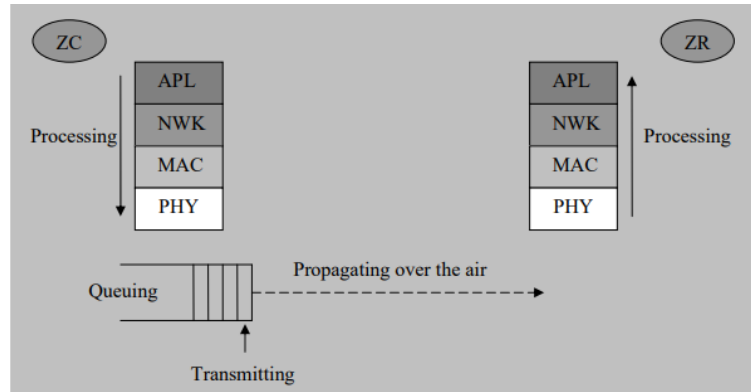 ZC
ZR
APL
NWK
MAC
PHY
Processing
APL
NWK
MAC
PHY
Processing
Queuing
Propagating over the air
Transmitting